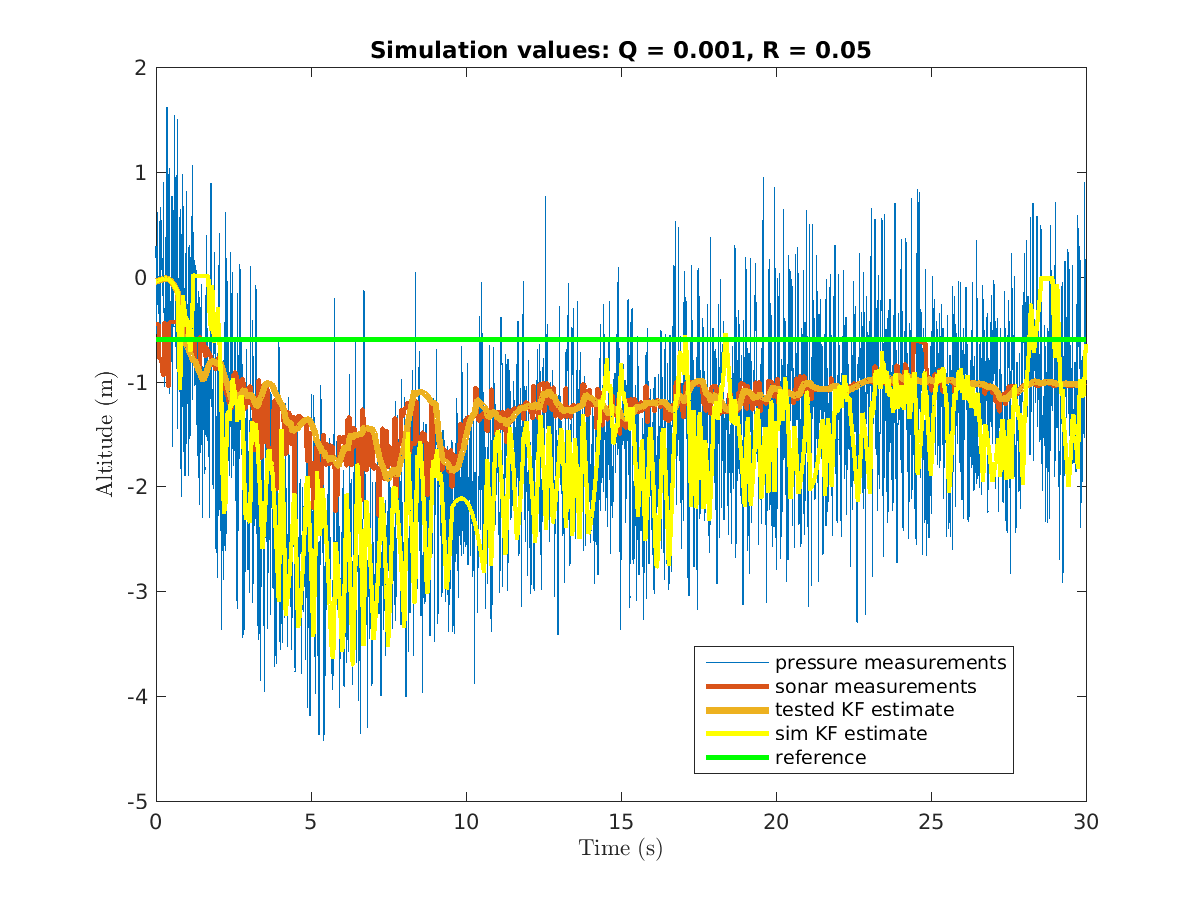 Simulation values: Q = 0.001, R = 0.05
2
1
0
-1
-2
-3
-4
-5
Altitude (m)
pressure measurements
sonar measurements
tested KF estimate
sim KF estimate
reference
0
5
10
15
20
25
30
Time (s)